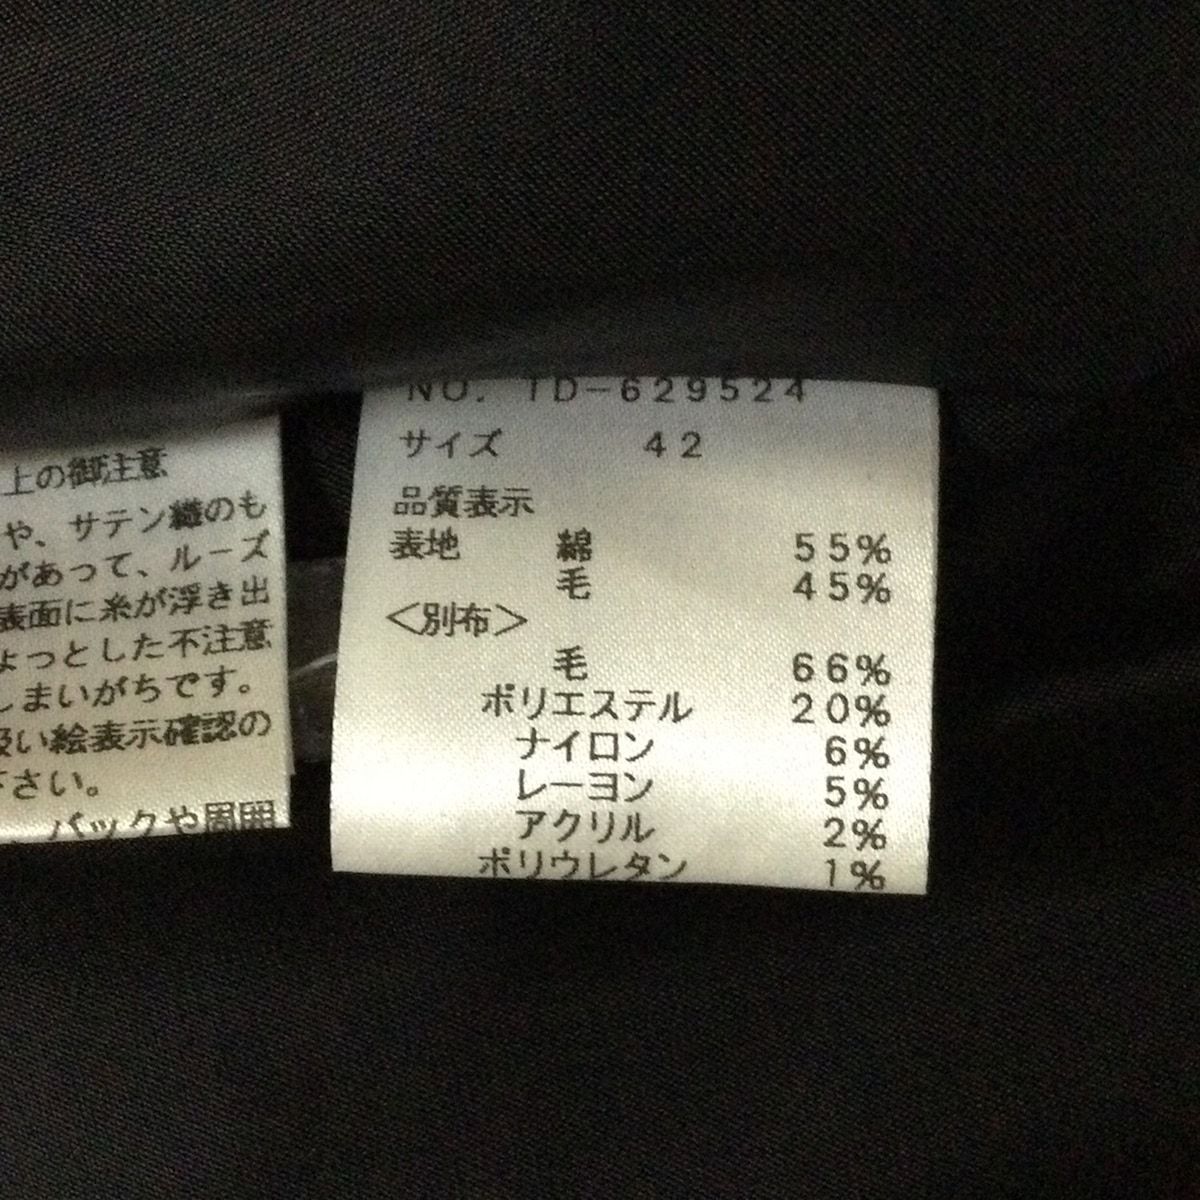 上の御注意
や、サテン織のも
があって、ルーズ
表面に糸が浮き出
ょっとした不注意
しまいがちです。
扱い絵表示確認の
下さい。
バックや周囲
NO. TD-629524
サイズ 42
品質表示
表地 綿 55%
毛 45%
<別布>
毛 66%
ポリエステル 20%
ナイロン 6%
レーヨン 5%
アクリル 2%
ポリウレタン 1%